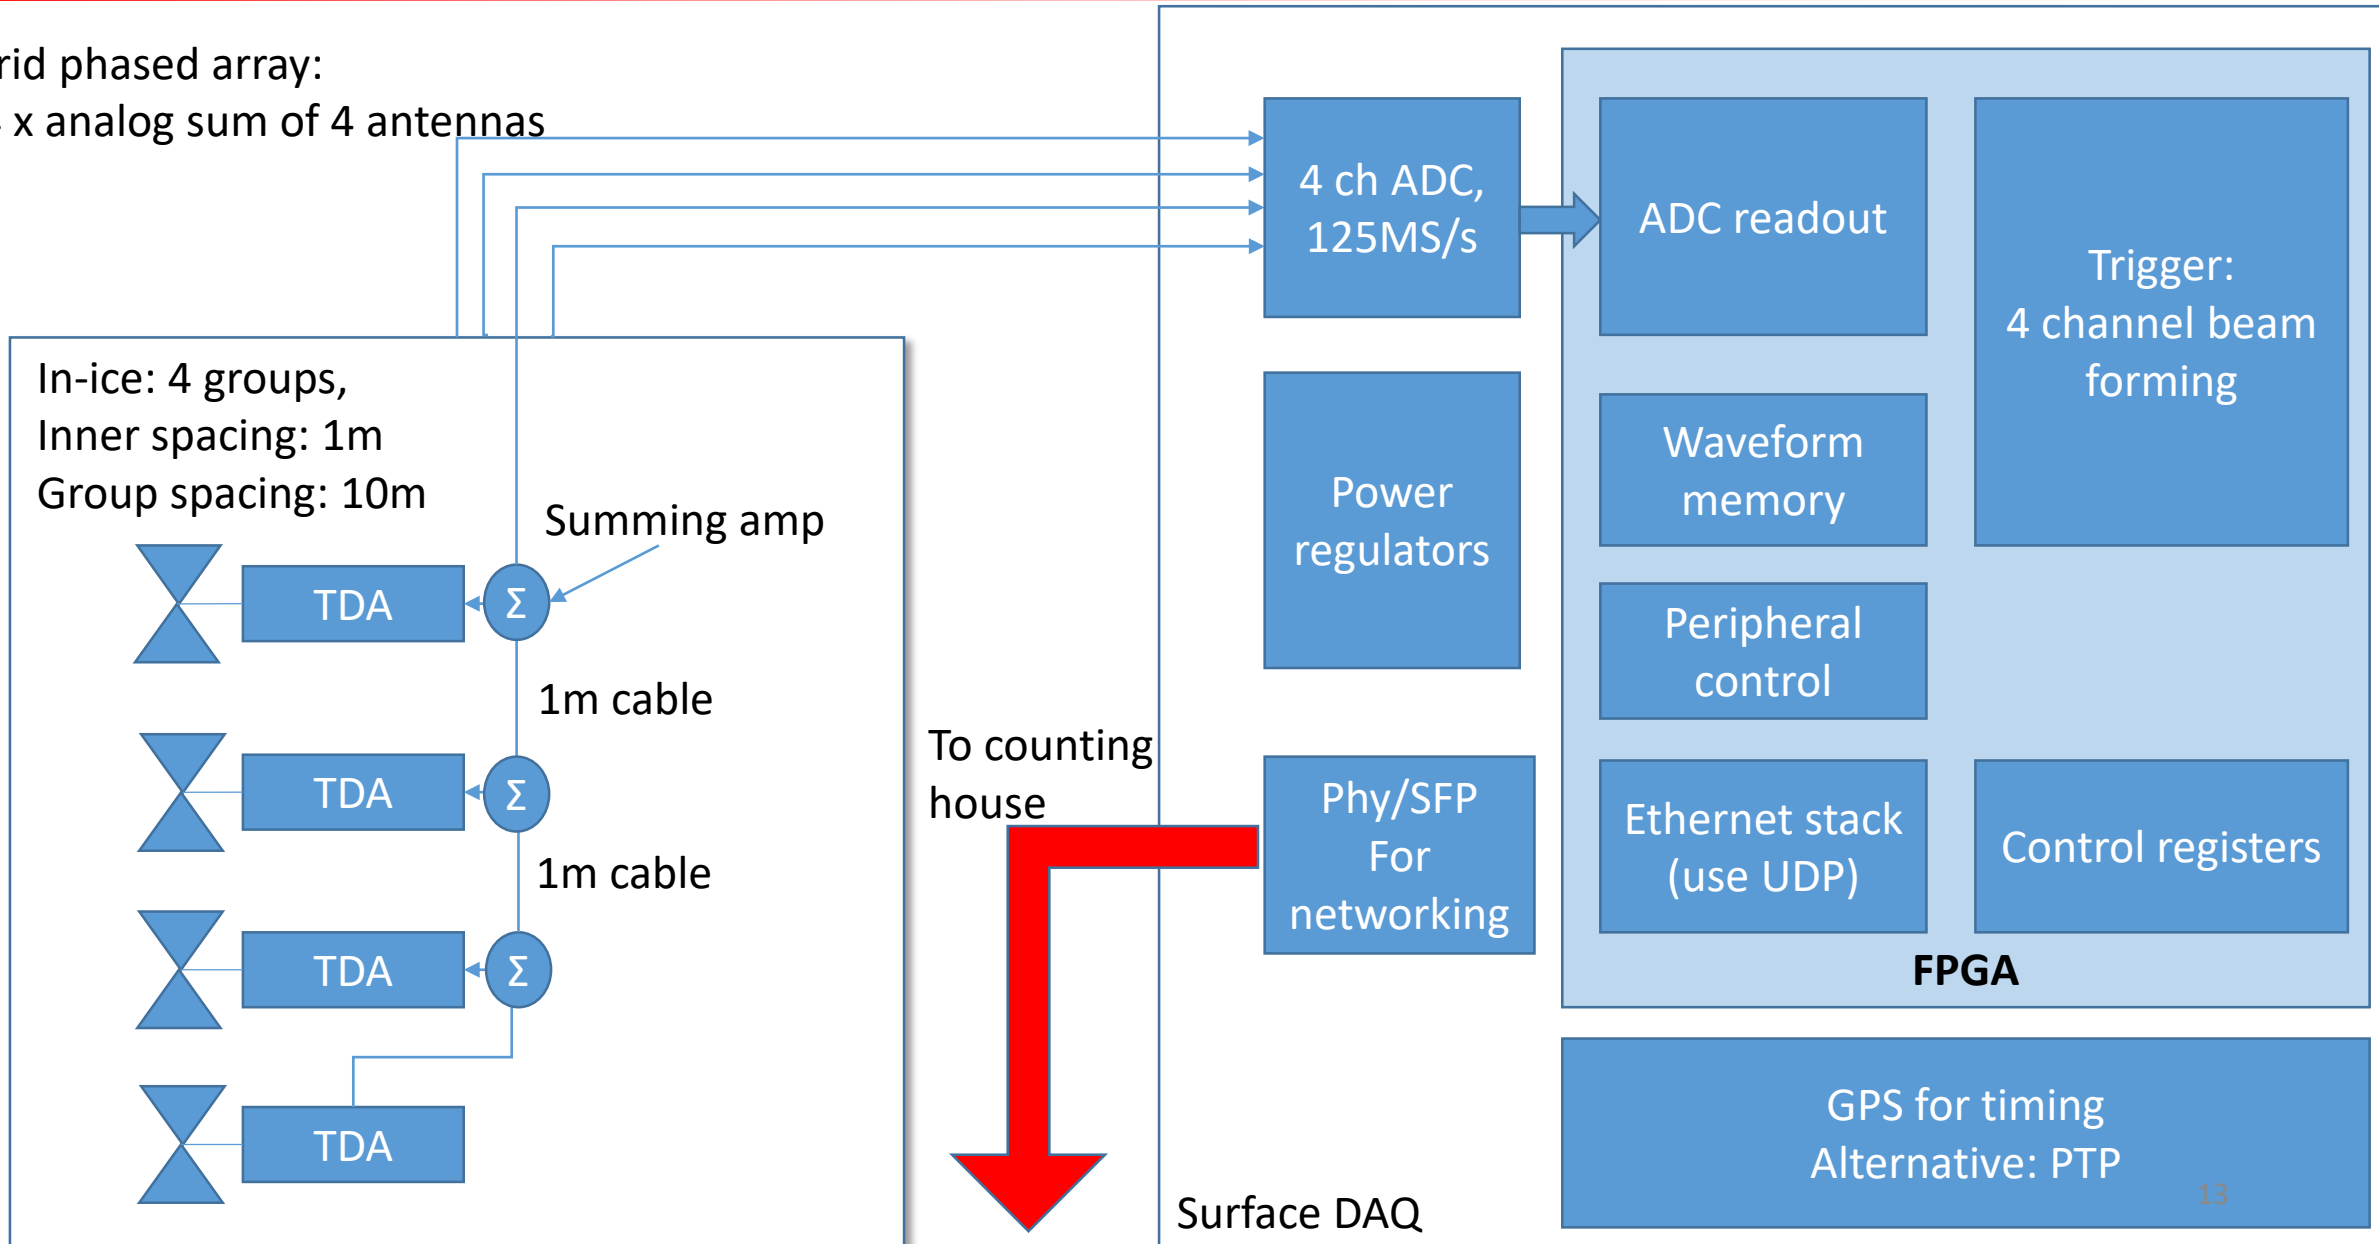 rid phased array:
x analog sum of 4 antennas
In-ice: 4 groups,
Inner spacing: 1m
Group spacing: 10m
Summing amp
TDA
Σ
1m cable
TDA
Σ
1m cable
TDA
Σ
TDA
To counting
house
4 ch ADC,
125MS/s
Power
regulators
Phy/SFP
For
networking
Surface DAQ
ADC readout
Trigger:
4 channel beam
forming
Waveform
memory
Peripheral
control
Ethernet stack
(use UDP)
Control registers
FPGA
GPS for timing
Alternative: PTP
13